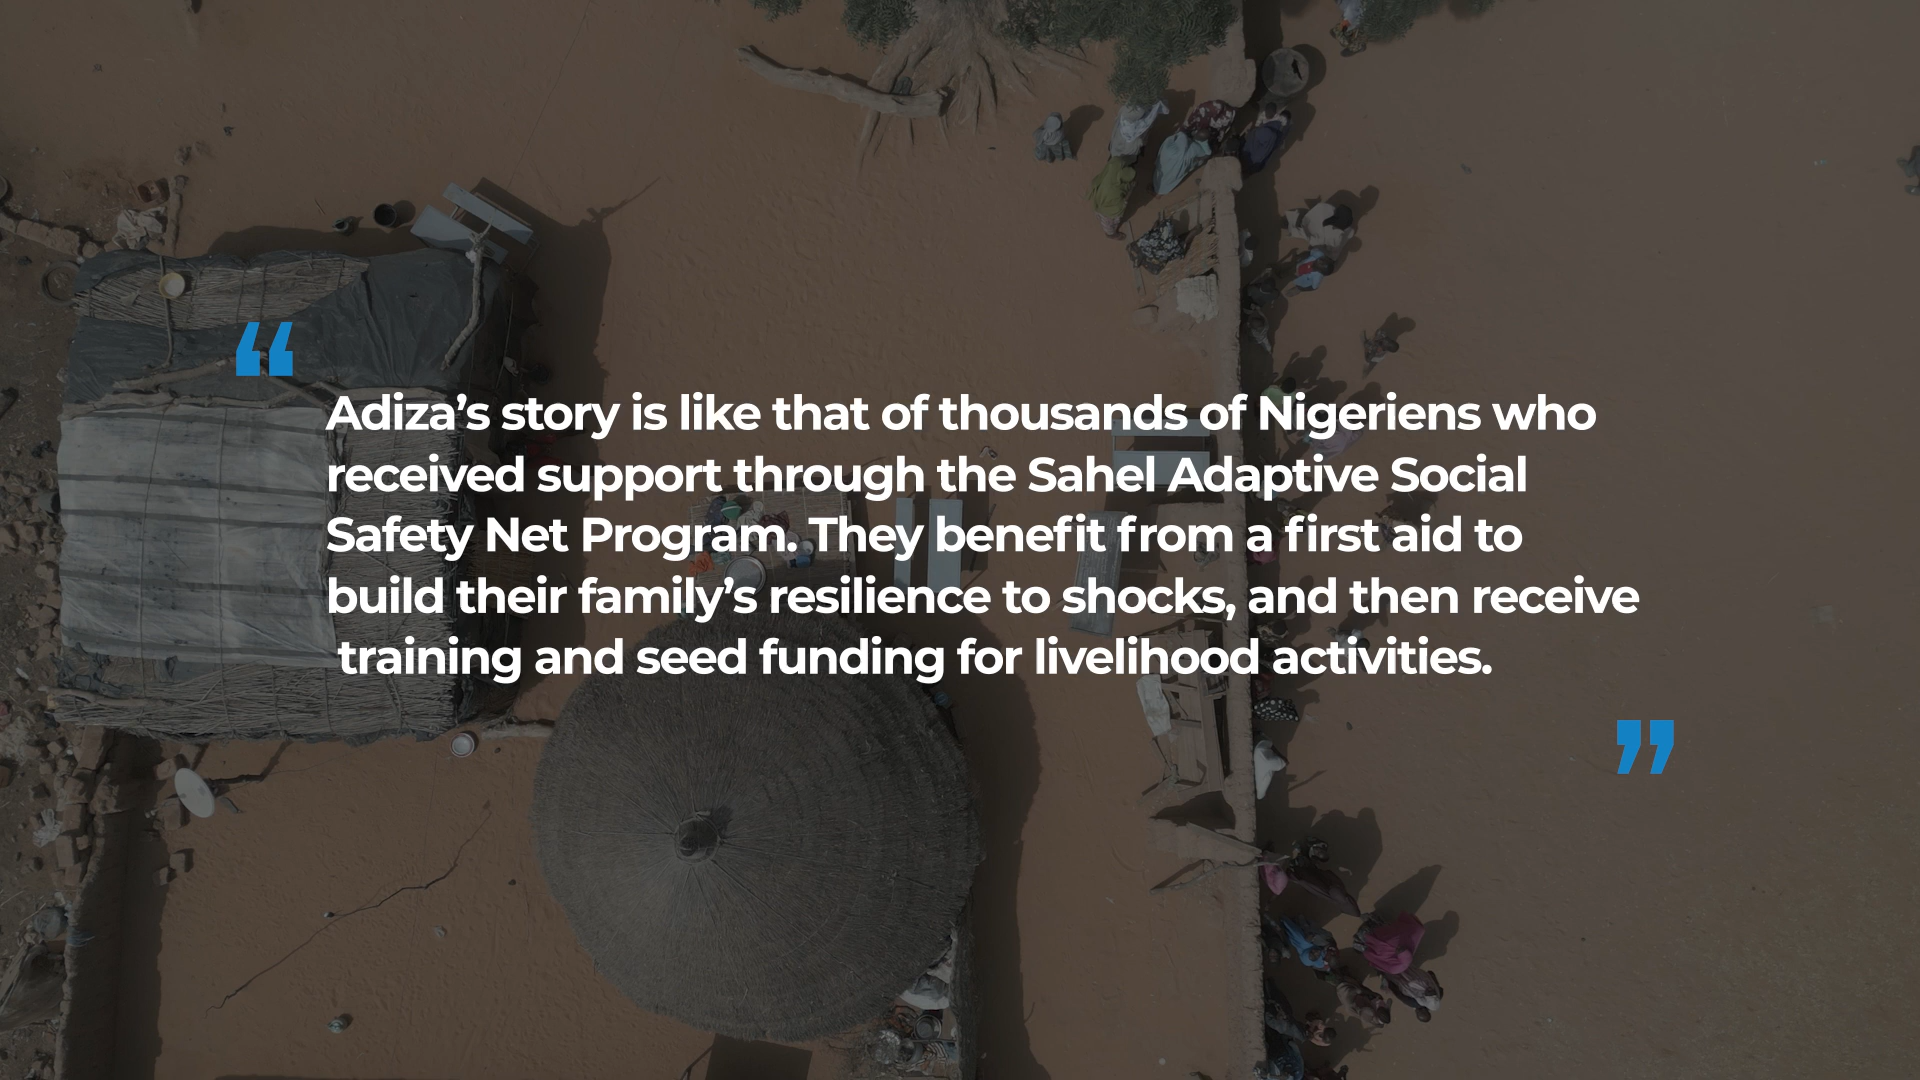 “
Adiza’s story is like that of thousands of Nigeriens who
received support through the Sahel Adaptive Social
Safety Net Program. They benefit from a first aid to
build their family’s resilience to shocks, and then receive
training and seed funding for livelihood activities.
”